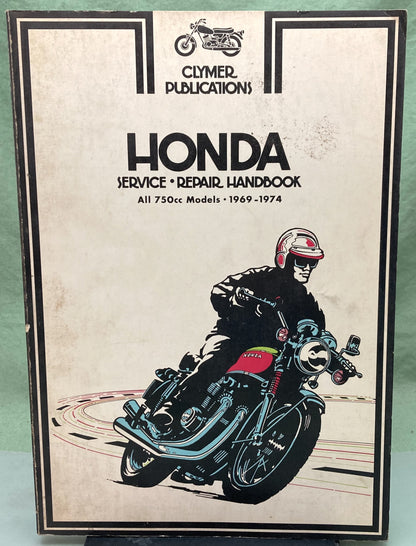 CLYMER
PUBLICATIONS
HONDA
SERVICE • REPAIR HANDBOOK
All 750cc Models • 1969-1974
HONDA